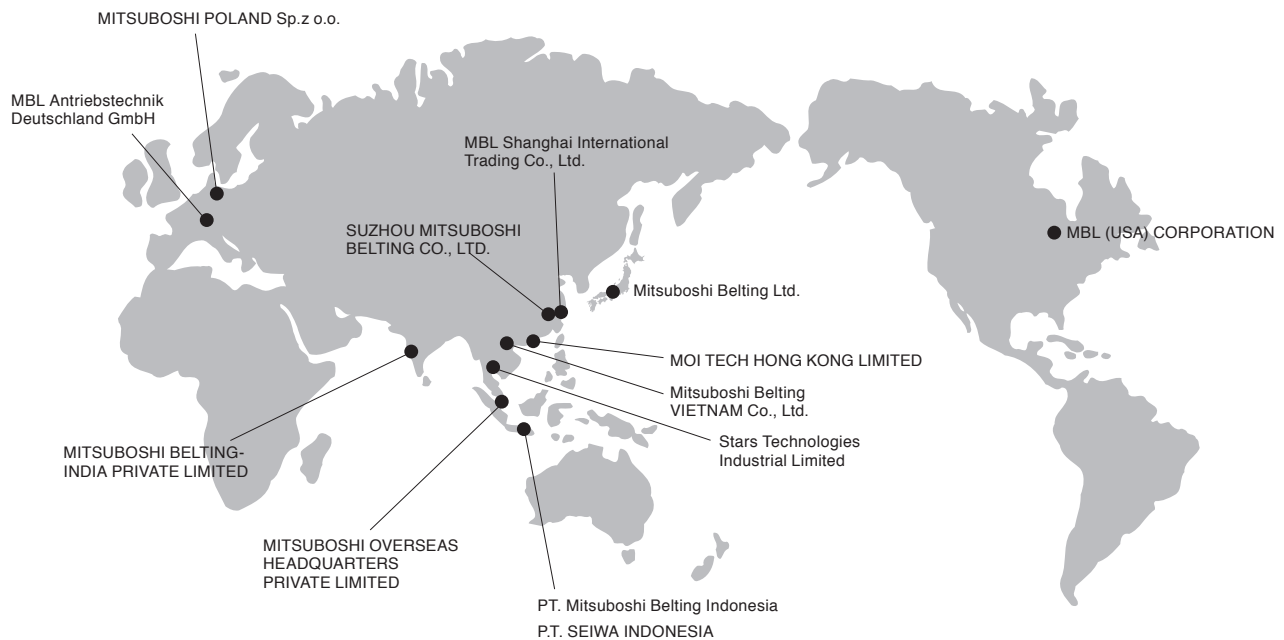 MITSUBOSHI POLAND Sp.z o.o.
MBL Antriebstechnik
Deutschland GmbH
MBL Shanghai International
Trading Co., Ltd.
SUZHOU MITSUBOSHI
BELTING CO., LTD.
MBL (USA) CORPORATION
Mitsuboshi Belting Ltd.
MOI TECH HONG KONG LIMITED
Mitsuboshi Belting
VIETNAM Co., Ltd.
Stars Technologies
Industrial Limited
MITSUBOSHI BELTING-
INDIA PRIVATE LIMITED
MITSUBOSHI OVERSEAS
HEADQUARTERS
PRIVATE LIMITED
PT. Mitsuboshi Belting Indonesia
P.T. SEIWA INDONESIA